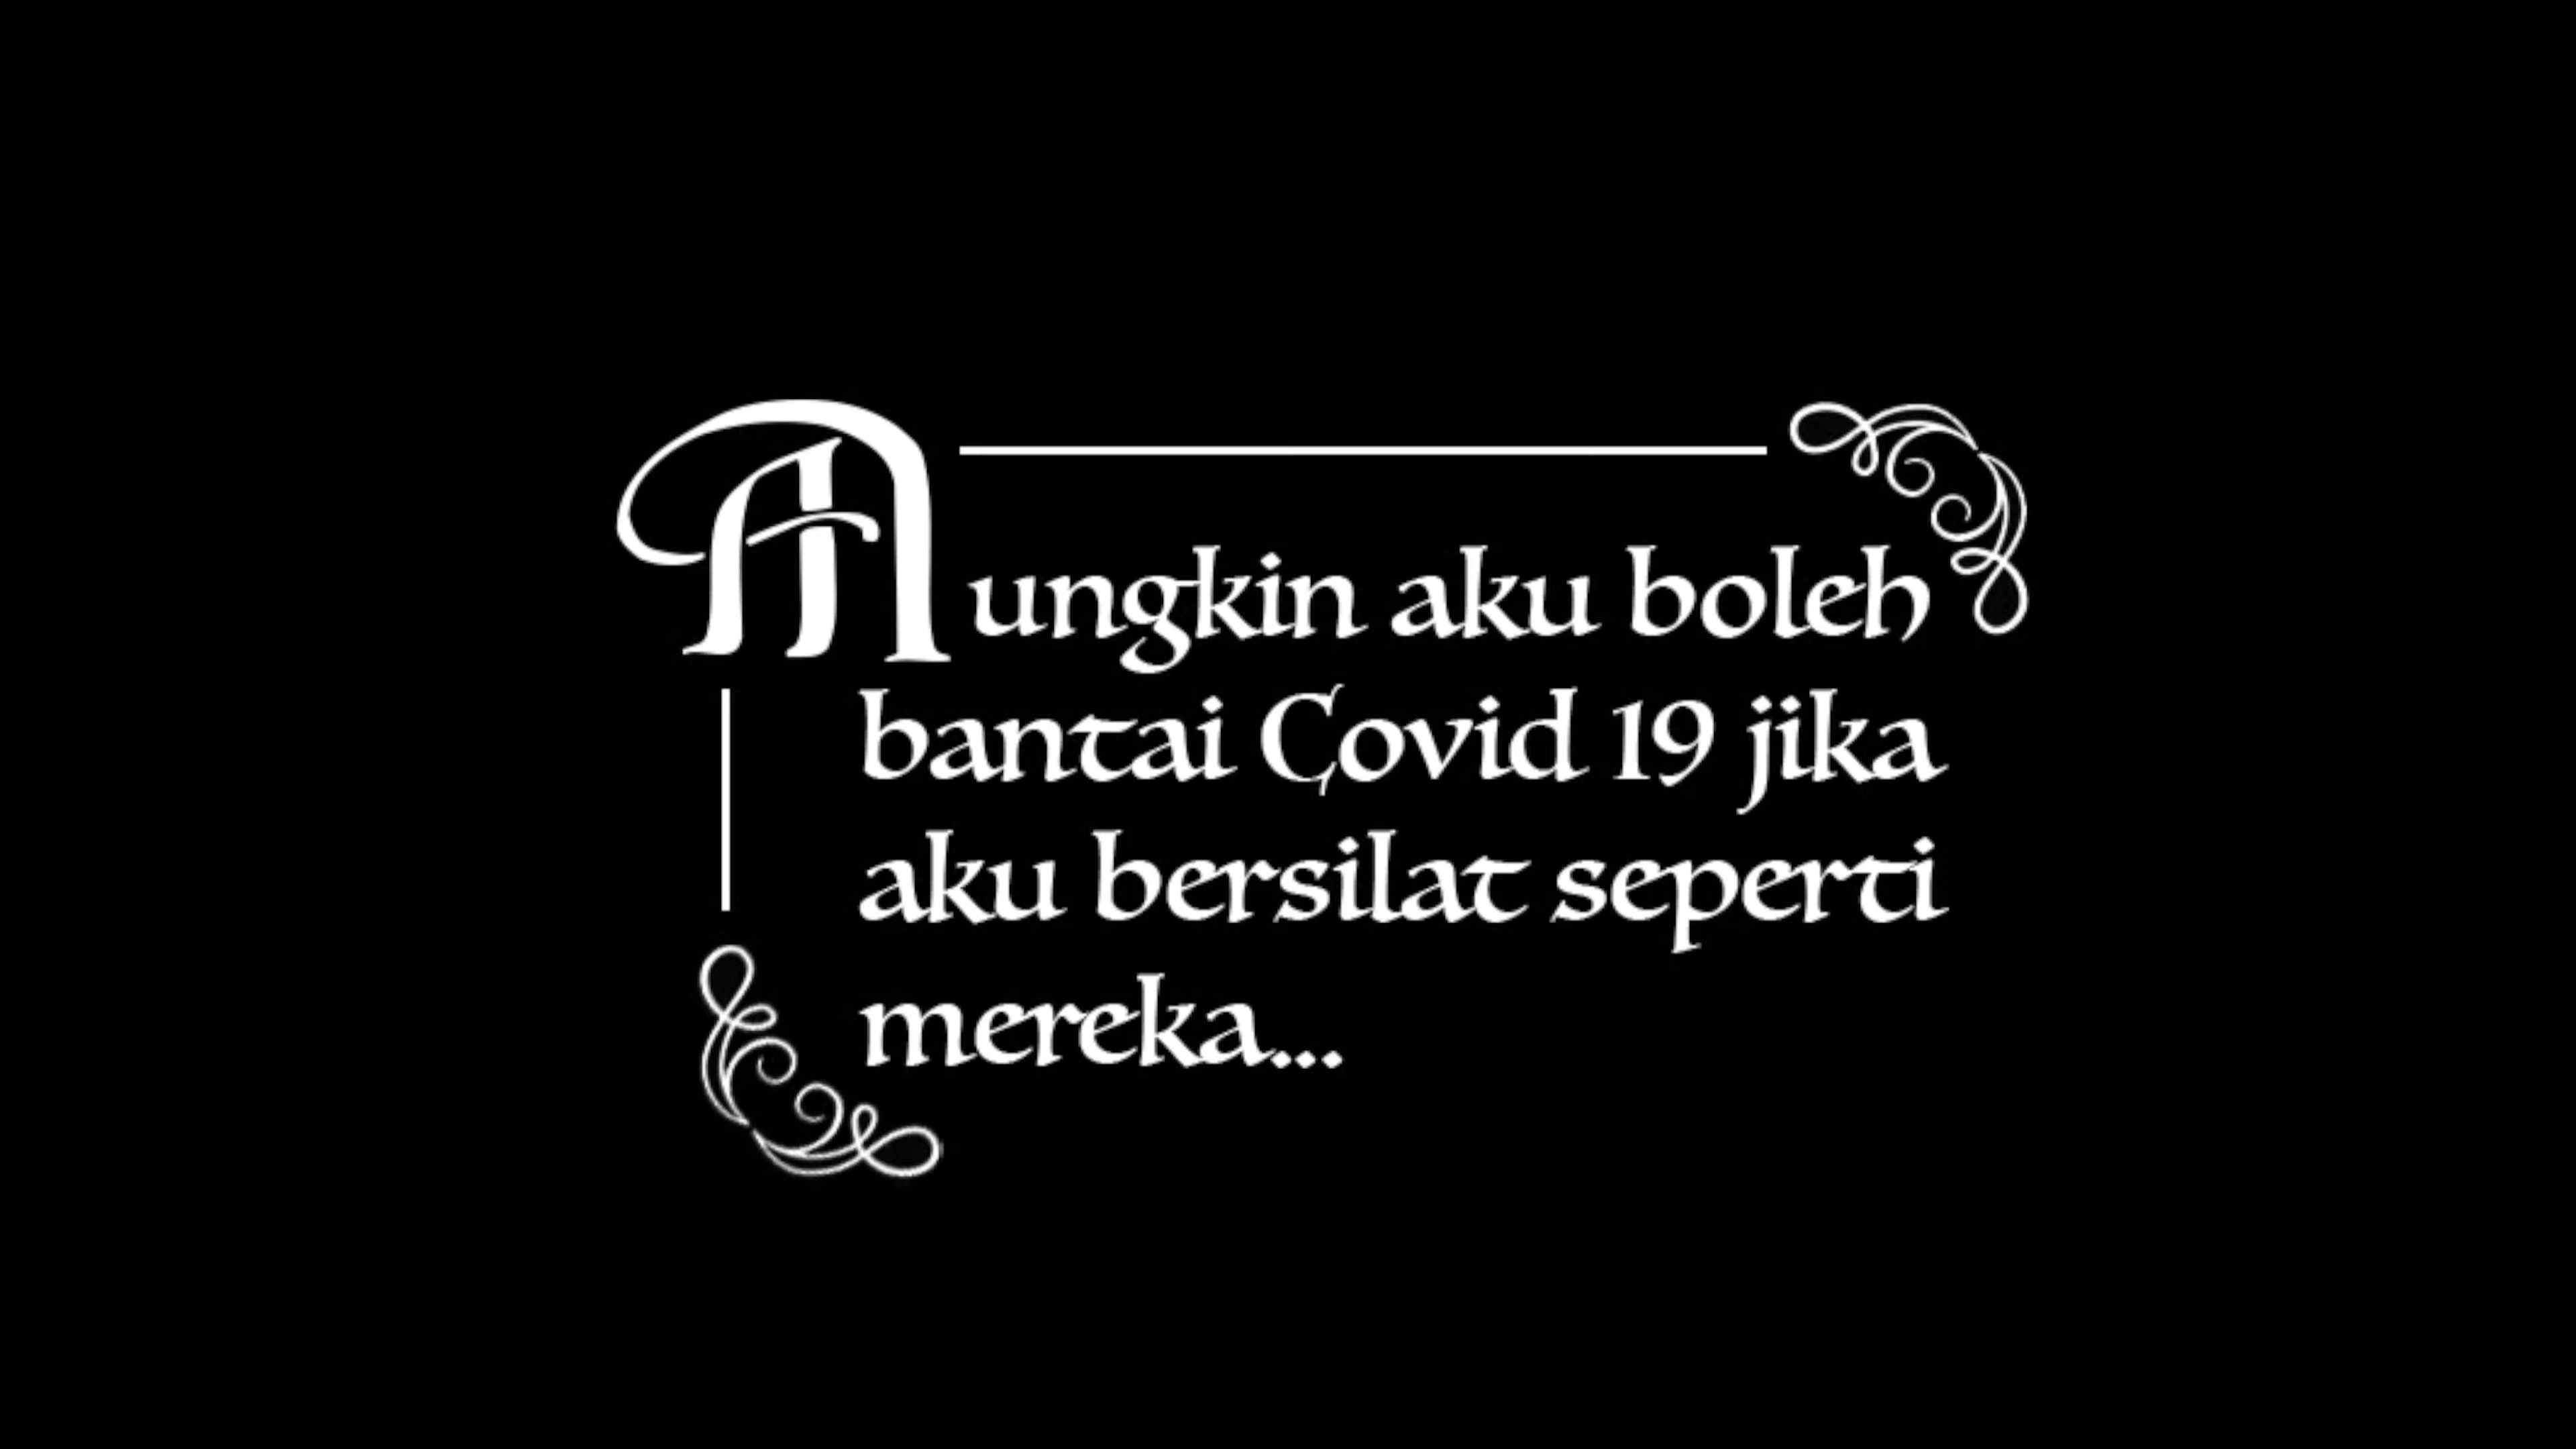 Mungkin aku boleh
bantai Covid 19 jika
aku bersilat seperti
mereka...